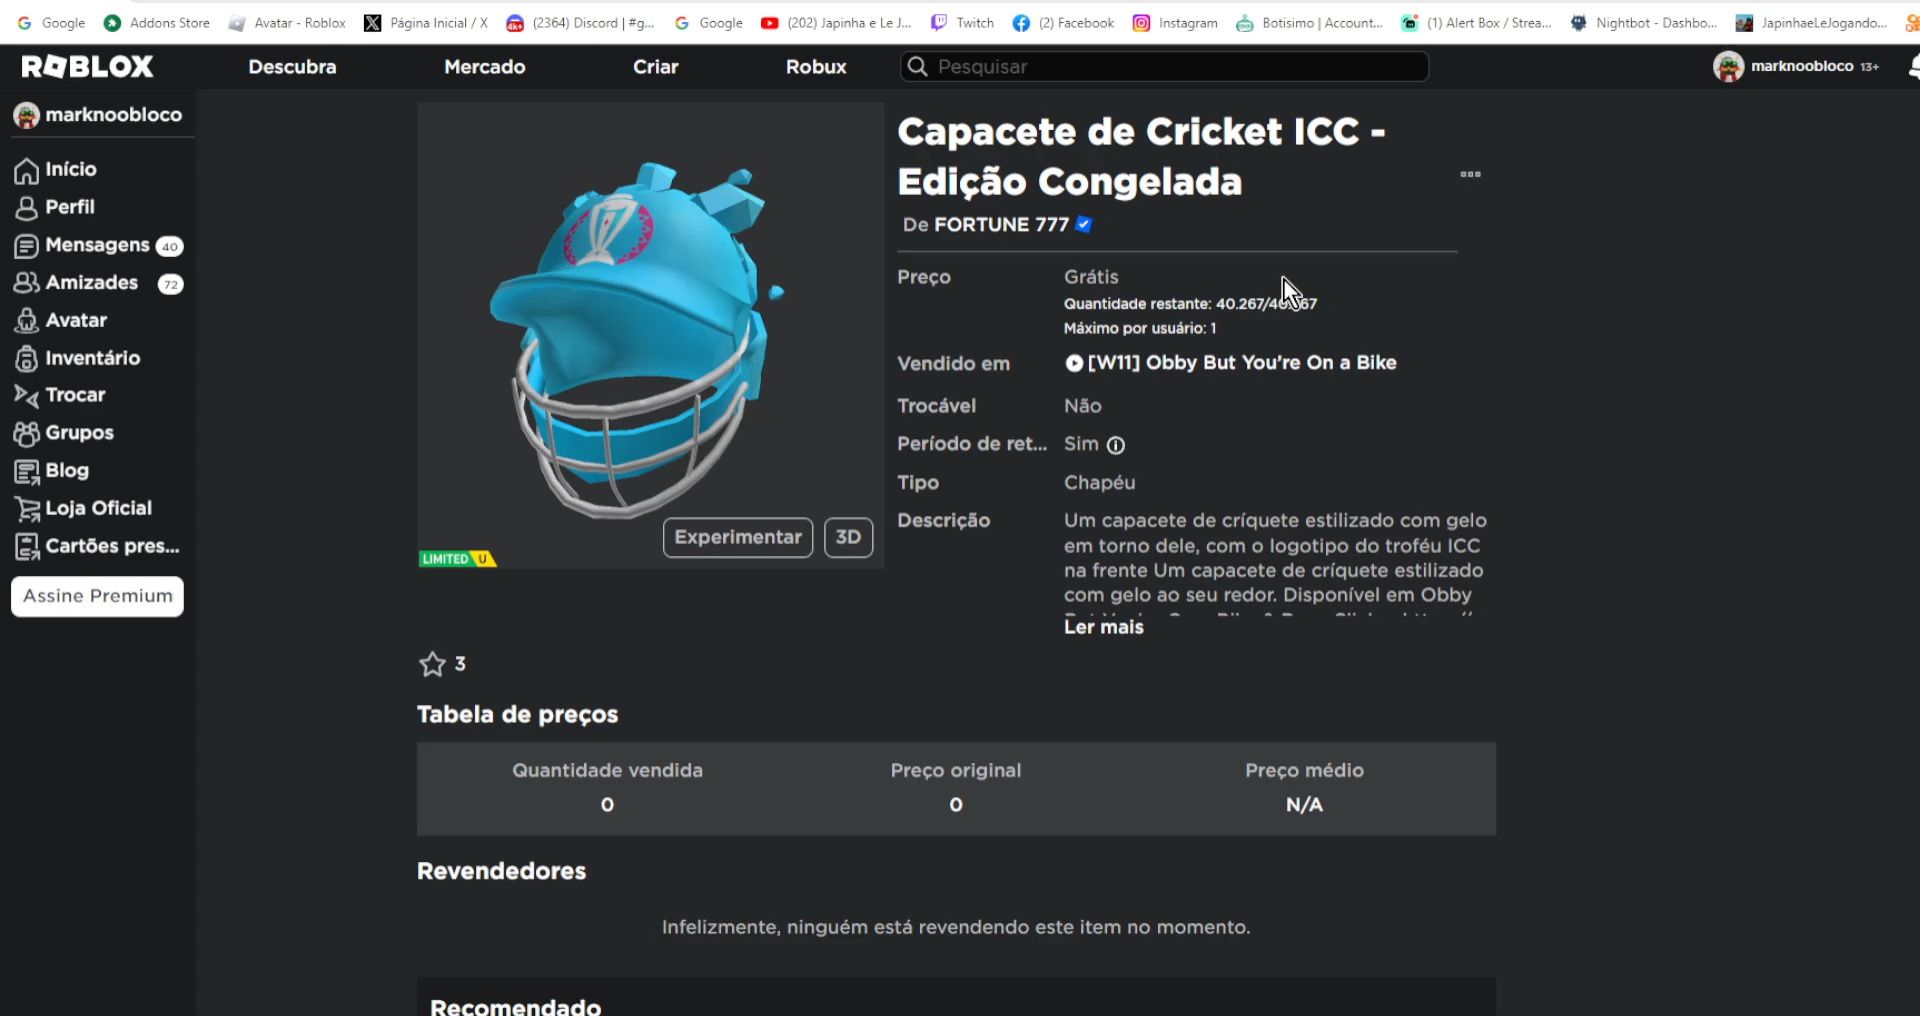 Google
Addons Store
Avatar - Roblox
Página Inicial / X
(2364) Discord | #g...
Google
(202) Japinha e Le J...
Twitch
(2) Facebook
Instagram
Botisimo | Account...
(1) Alert Box / Strea...
Nightbot - Dashbo...
JapinhaeLeJogando...
ROBLOX
Descubra
Mercado
Criar
Robux
Pesquisar
marknoobloco 13+
marknoobloco
Início
Perfil
Mensagens 40
Amizades 72
Avatar
Inventário
Trocar
Grupos
Blog
Loja Oficial
Cartões pres...
Assine Premium
LIMITED U
Experimentar
3D
Capacete de Cricket ICC -
Edição Congelada
De FORTUNE 777
Preço
Grátis
Quantidade restante:
Máximo por usuário: 1
Vendido em
[W11] Obby But You're On a Bike
Trocável
Não
Período de ret...
Sim
Tipo
Chapéu
Descrição
Um capacete de críquete estilizado com gelo
em torno dele, com o logotipo do troféu ICC
na frente Um capacete de críquete estilizado
com gelo ao seu redor. Disponível em Obby
Ler mais
3
Tabela de preços
Quantidade vendida
0
Preço original
0
Preço médio
N/A
Revendedores
Infelizmente, ninguém está revendendo este item no momento.
Recomendado